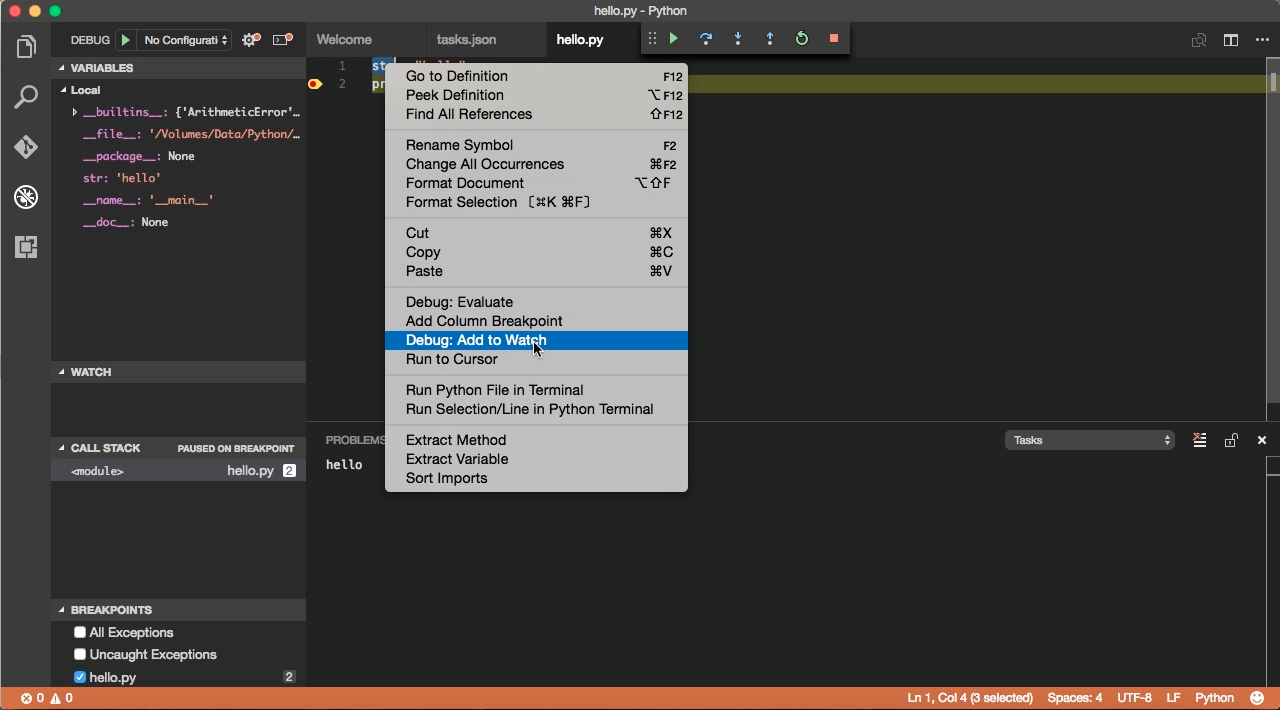 hello.py - Python
DEBUG No Configurati
Welcome
tasks.json
hello.py
VARIABLES
Local
__builtins__: {'ArithmeticError'…
__file__: '/Volumes/Data/Python/…
__package__: None
str: 'hello'
__name__: '__main__'
__doc__: None
WATCH
CALL STACK PAUSED ON BREAKPOINT
<module> hello.py 2
BREAKPOINTS
All Exceptions
Uncaught Exceptions
hello.py 2
1 st
2 pr
Go to Definition F12
Peek Definition ⌥F12
Find All References ⇧F12
Rename Symbol F2
Change All Occurrences ⌘F2
Format Document ⌥⇧F
Format Selection [⌘K ⌘F]
Cut ⌘X
Copy ⌘C
Paste ⌘V
Debug: Evaluate
Add Column Breakpoint
Debug: Add to Watch
Run to Cursor
Run Python File in Terminal
Run Selection/Line in Python Terminal
Extract Method
Extract Variable
Sort Imports
PROBLEMS
Tasks
hello
0 0
Ln 1, Col 4 (3 selected) Spaces: 4 UTF-8 LF Python